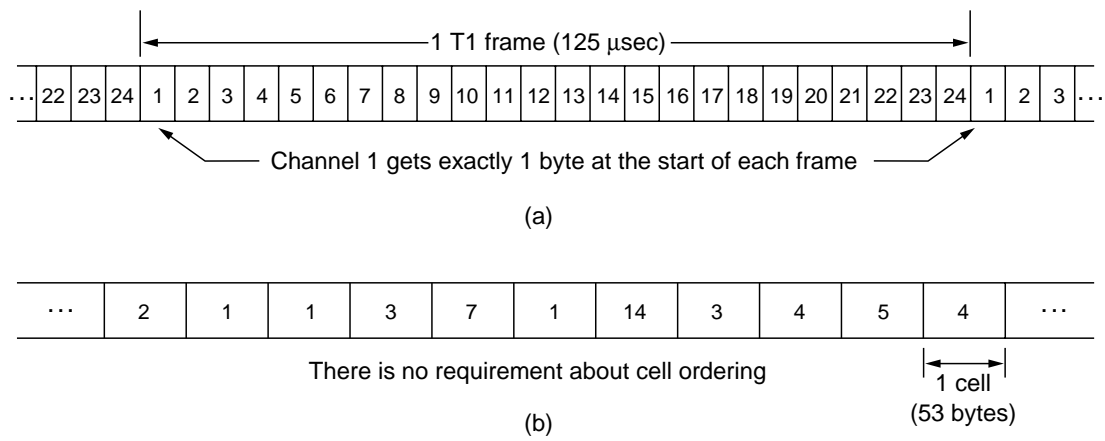 1 T1 frame (125 μsec)
··· 22 23 24 1 2 3 4 5 6 7 8 9 10 11 12 13 14 15 16 17 18 19 20 21 22 23 24 1 2 3 ···
Channel 1 gets exactly 1 byte at the start of each frame
(a)
··· 2 1 1 3 7 1 14 3 4 5 4 ···
There is no requirement about cell ordering
1 cell
(53 bytes)
(b)